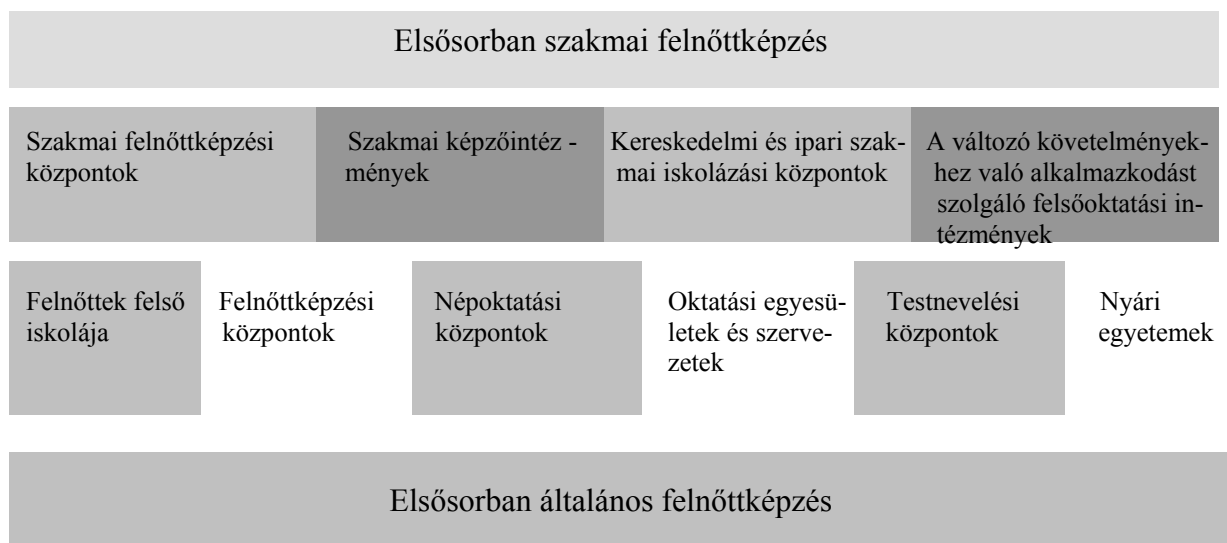 Elsősorban szakmai felnőttképzés
Szakmai felnőttképzési
központok
Szakmai képzőintéz -
mények
Kereskedelmi és ipari szak-
mai iskolázási központok
A változó követelmények-
hez való alkalmazkodást
szolgáló felsőoktatási in-
tézmények
Felnőttek felső
iskolája
Felnőttképzési
központok
Népoktatási
központok
Oktatási egyesü-
letek és szerve-
zetek
Testnevelési
központok
Nyári
egyetemek
Elsősorban általános felnőttképzés